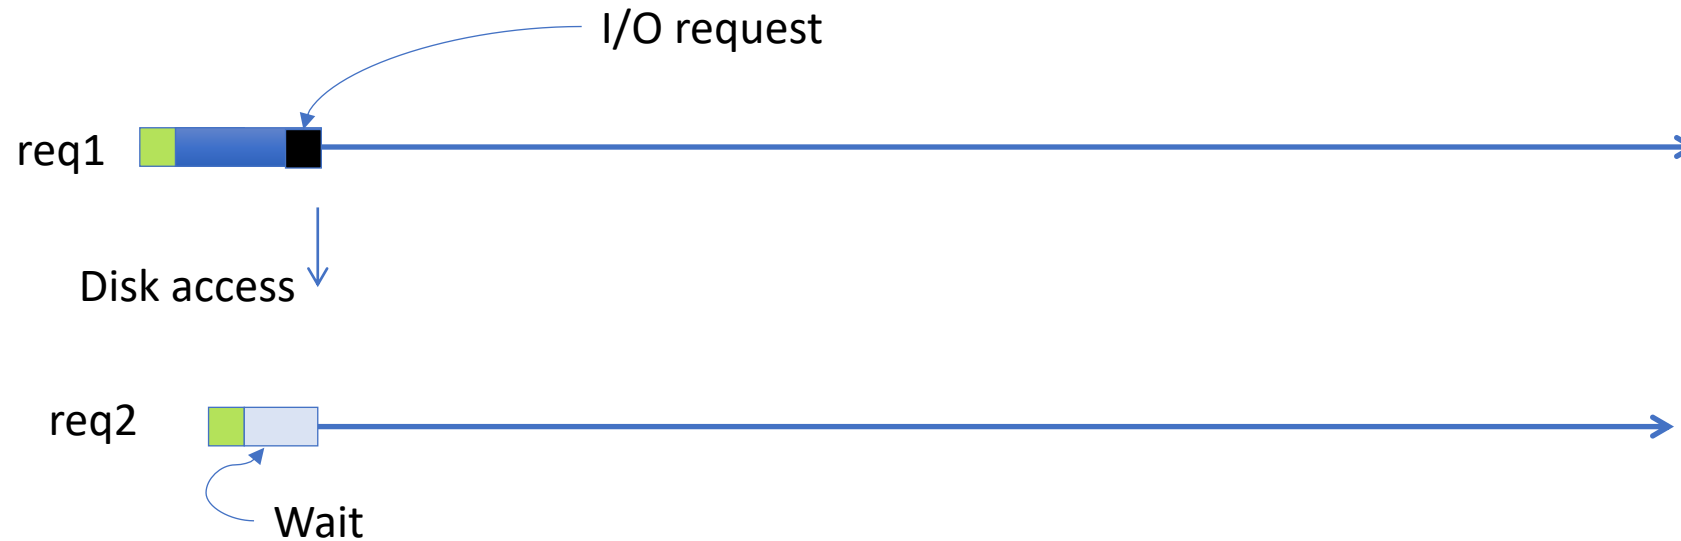 I/O request
req1
Disk access
req2
Wait